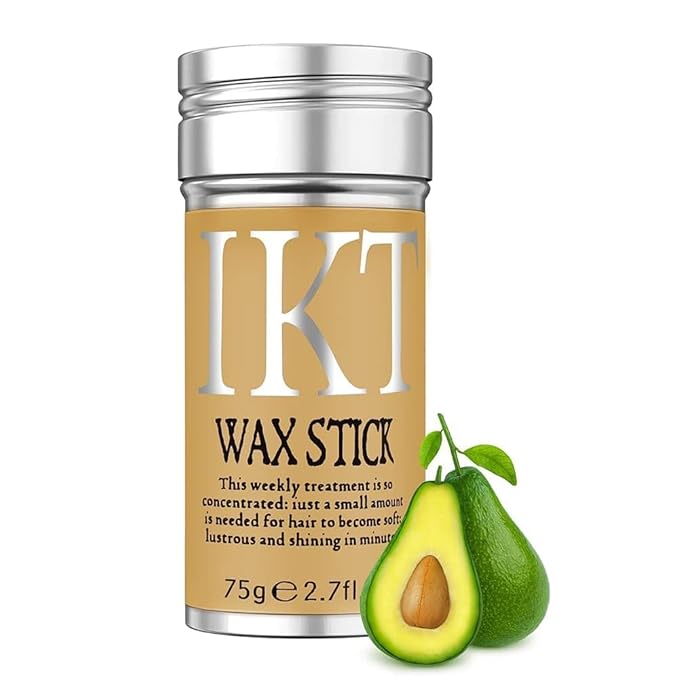 IKT
WAX STICK
This weekly treatment is so
concentrated: iust a small amount
is needed for hair to become soft:
lustrous and shining in minute
75g e 2.7fl.